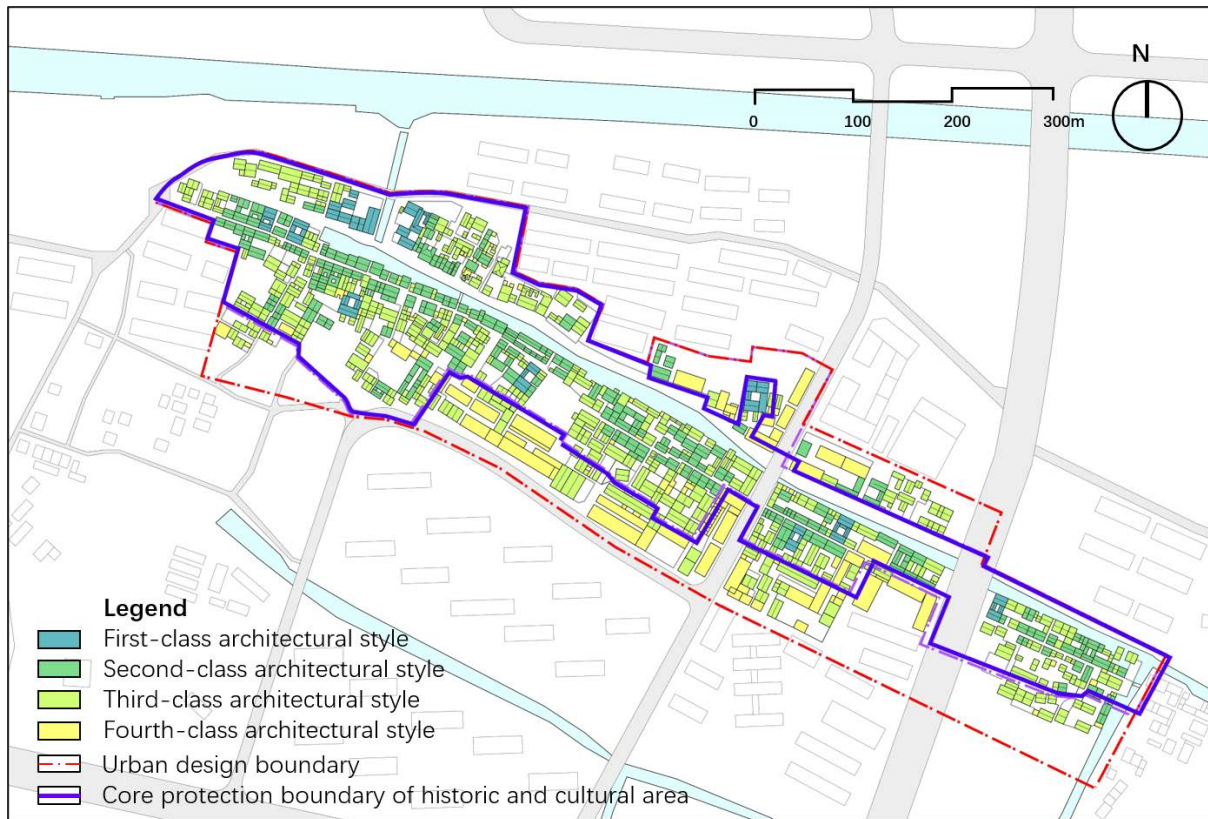 N
0 100 200 300m
Legend
First-class architectural style
Second-class architectural style
Third-class architectural style
Fourth-class architectural style
Urban design boundary
Core protection boundary of historic and cultural area